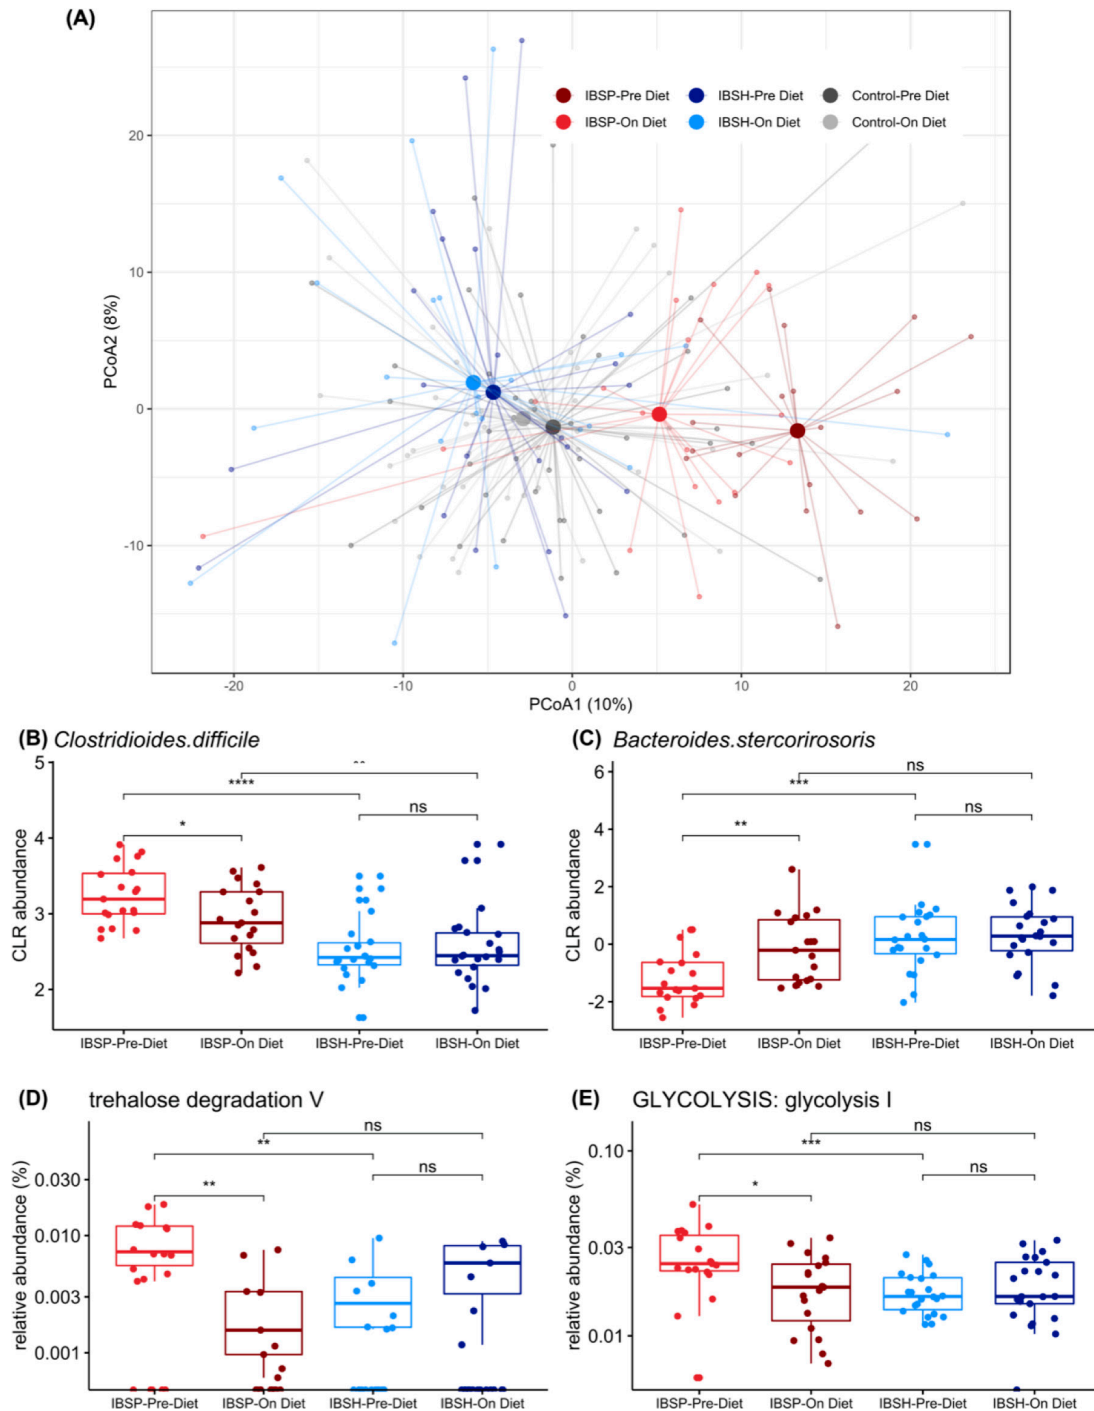 (A)
IBSP-Pre Diet IBSH-Pre Diet Control-Pre Diet
IBSP-On Diet IBSH-On Diet Control-On Diet
20
10
0
-10
PCoA2 (8%)
-20 -10 0 10 20
PCoA1 (10%)
(B) Clostridioides.difficile
5
4
3
2
CLR abundance
**
****
ns
*
IBSP-Pre-Diet IBSP-On Diet IBSH-Pre-Diet IBSH-On Diet
(C) Bacteroides.stercorirosoris
6
4
2
0
-2
CLR abundance
ns
***
ns
**
IBSP-Pre-Diet IBSP-On Diet IBSH-Pre-Diet IBSH-On Diet
(D) trehalose degradation V
0.030
0.010
0.003
0.001
relative abundance (%)
ns
**
ns
**
IBSP-Pre-Diet IBSP-On Diet IBSH-Pre-Diet IBSH-On Diet
(E) GLYCOLYSIS: glycolysis I
0.10
0.03
0.01
relative abundance (%)
ns
***
ns
*
IBSP-Pre-Diet IBSP-On Diet IBSH-Pre-Diet IBSH-On Diet